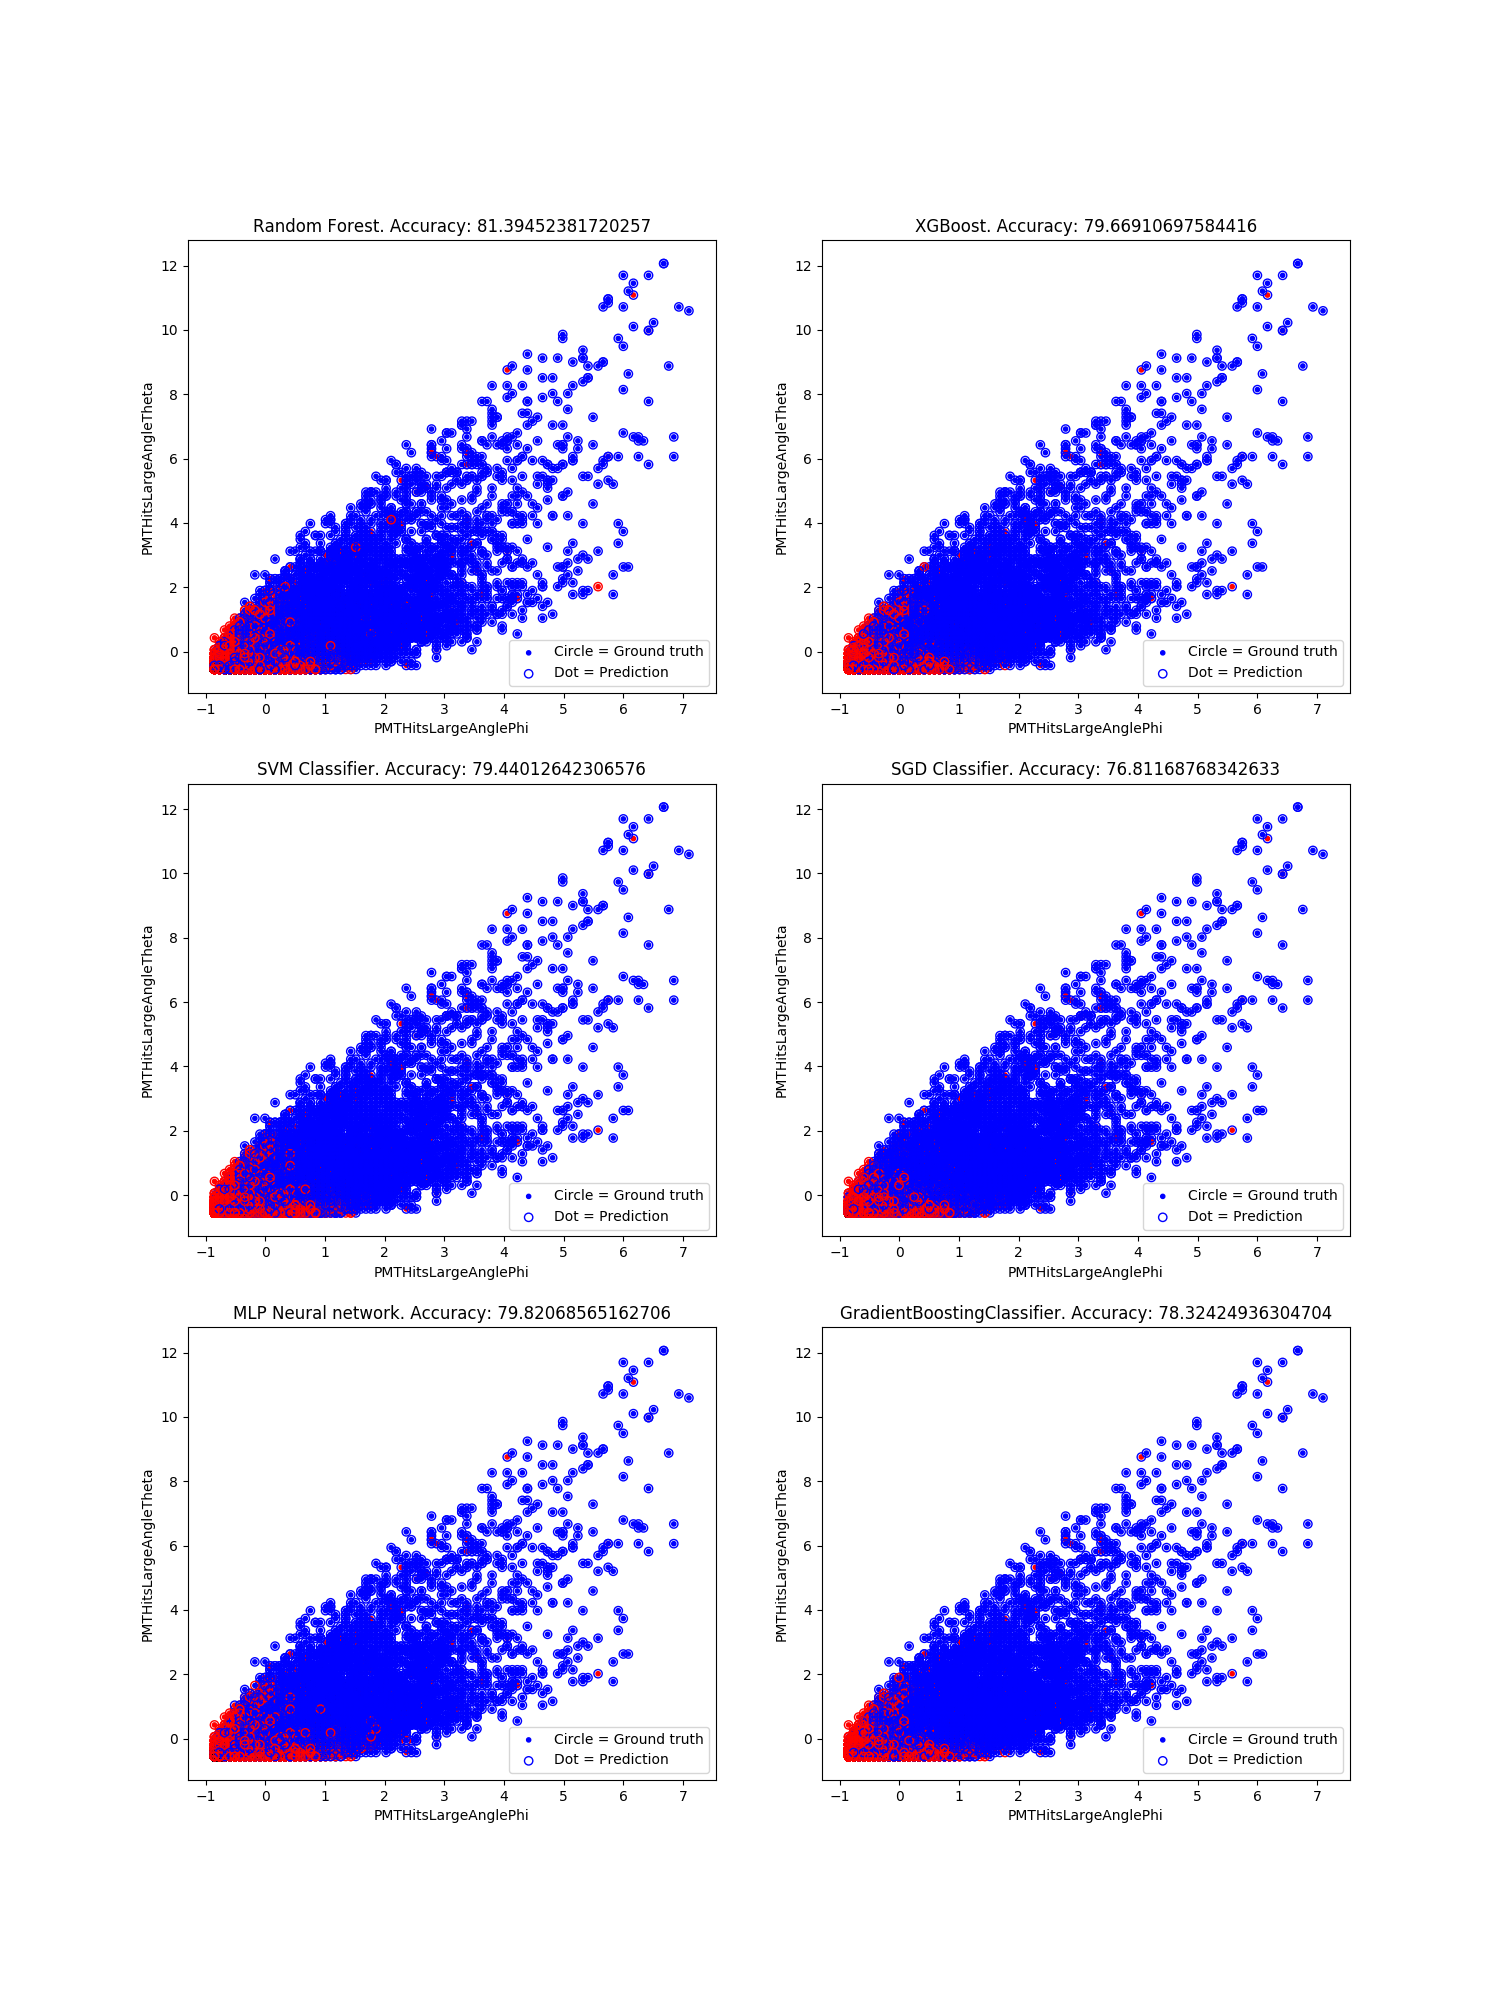 Random Forest. Accuracy: 81.39452381720257
12
10
8
6
4
2
0
PMTHitsLargeAngleTheta
Circle = Ground truth
Dot = Prediction
−1 0 1 2 3 4 5 6 7
PMTHitsLargeAnglePhi
XGBoost. Accuracy: 79.66910697584416
12
10
8
6
4
2
0
PMTHitsLargeAngleTheta
Circle = Ground truth
Dot = Prediction
−1 0 1 2 3 4 5 6 7
PMTHitsLargeAnglePhi
SVM Classifier. Accuracy: 79.44012642306576
12
10
8
6
4
2
0
PMTHitsLargeAngleTheta
Circle = Ground truth
Dot = Prediction
−1 0 1 2 3 4 5 6 7
PMTHitsLargeAnglePhi
SGD Classifier. Accuracy: 76.81168768342633
12
10
8
6
4
2
0
PMTHitsLargeAngleTheta
Circle = Ground truth
Dot = Prediction
−1 0 1 2 3 4 5 6 7
PMTHitsLargeAnglePhi
MLP Neural network. Accuracy: 79.82068565162706
12
10
8
6
4
2
0
PMTHitsLargeAngleTheta
Circle = Ground truth
Dot = Prediction
−1 0 1 2 3 4 5 6 7
PMTHitsLargeAnglePhi
GradientBoostingClassifier. Accuracy: 78.32424936304704
12
10
8
6
4
2
0
PMTHitsLargeAngleTheta
Circle = Ground truth
Dot = Prediction
−1 0 1 2 3 4 5 6 7
PMTHitsLargeAnglePhi